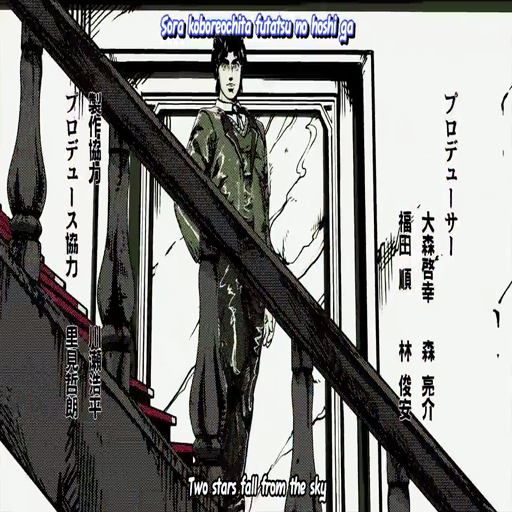 Sora koboreochita futatsu no hoshi ga
プロデューサー
大森啓幸 森 亮介
福田 順 林 俊安
製作協力 川瀬浩平
プロデュース協力 里見哲朗
Two stars fall from the sky